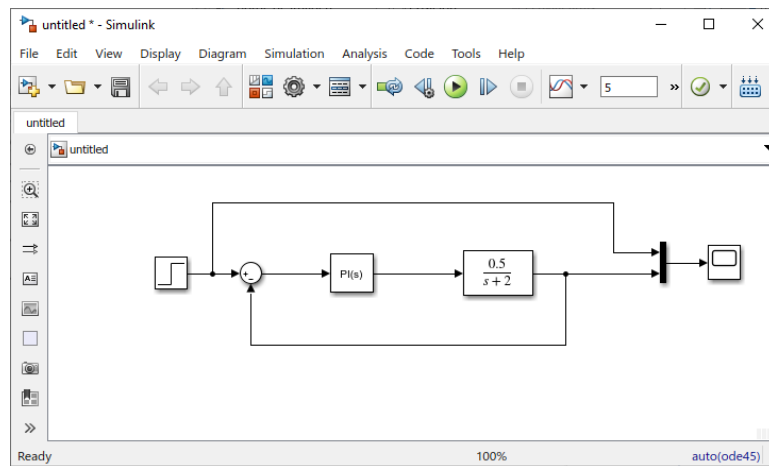 untitled * - Simulink
File Edit View Display Diagram Simulation Analysis Code Tools Help
5 »
untitled
untitled
+
-
PI(s)
0.5
s + 2
A
»
Ready 100% auto(ode45)